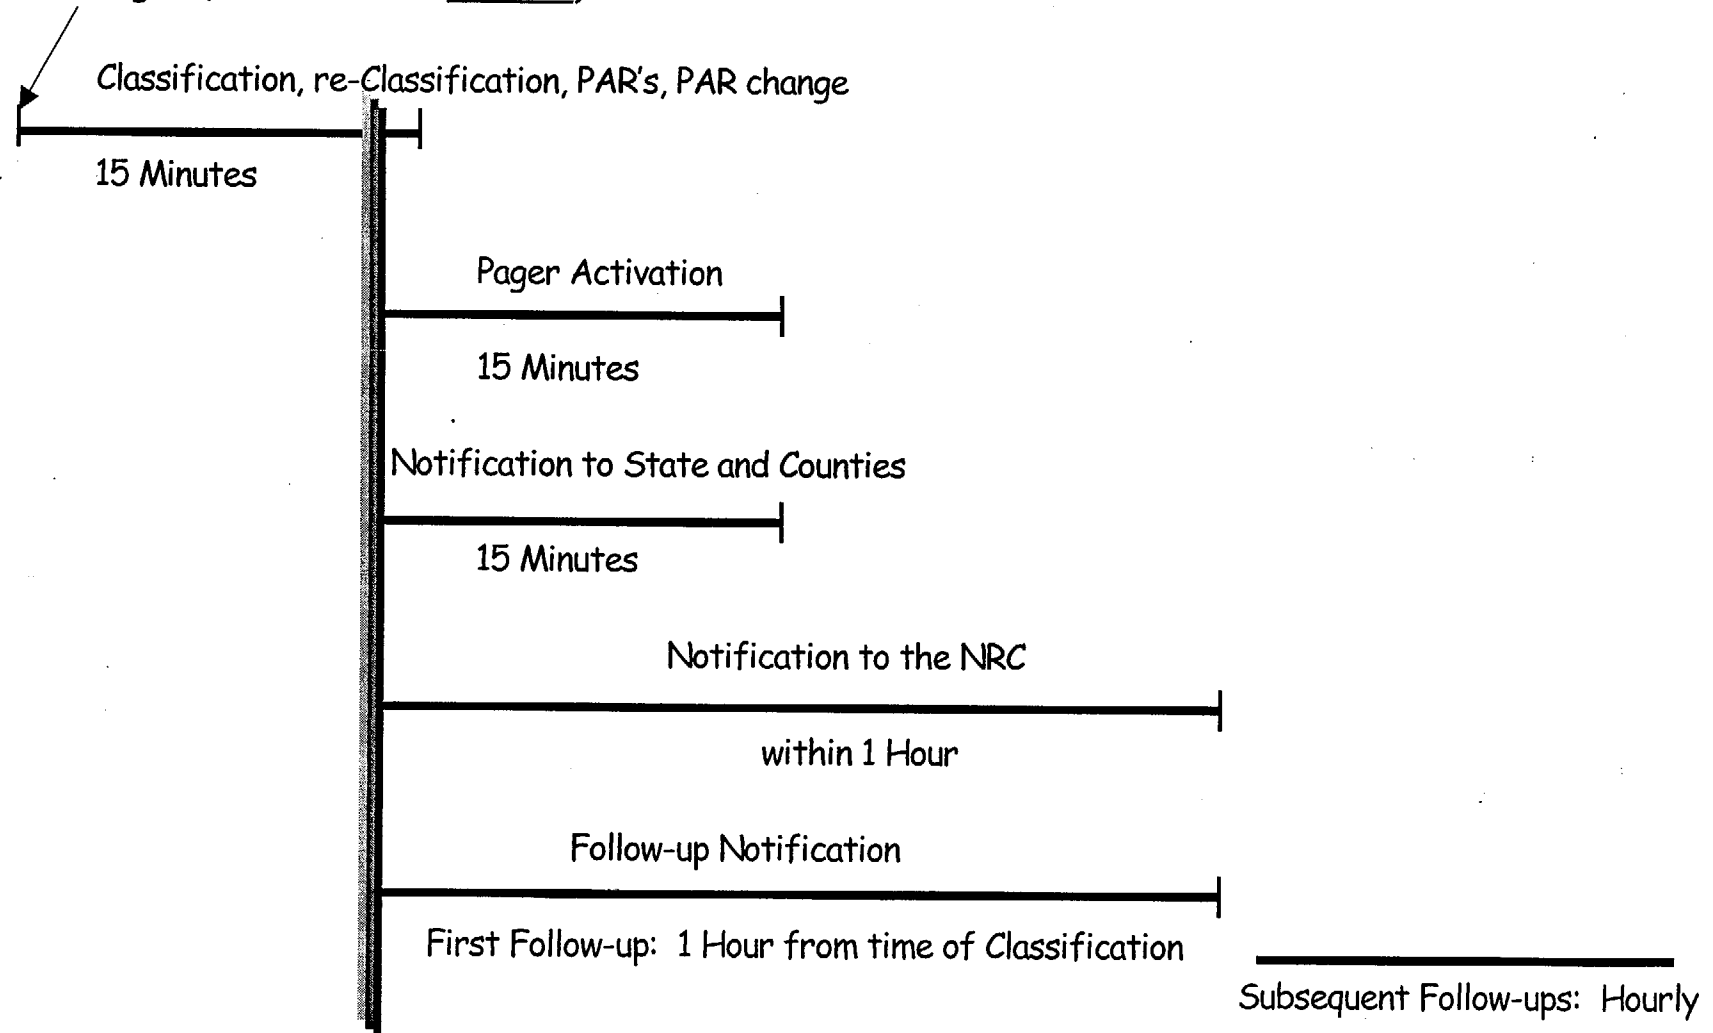 Classification, re-Classification, PAR's, PAR change
15 Minutes
Pager Activation
15 Minutes
Notification to State and Counties
15 Minutes
Notification to the NRC
within 1 Hour
Follow-up Notification
First Follow-up: 1 Hour from time of Classification
Subsequent Follow-ups: Hourly